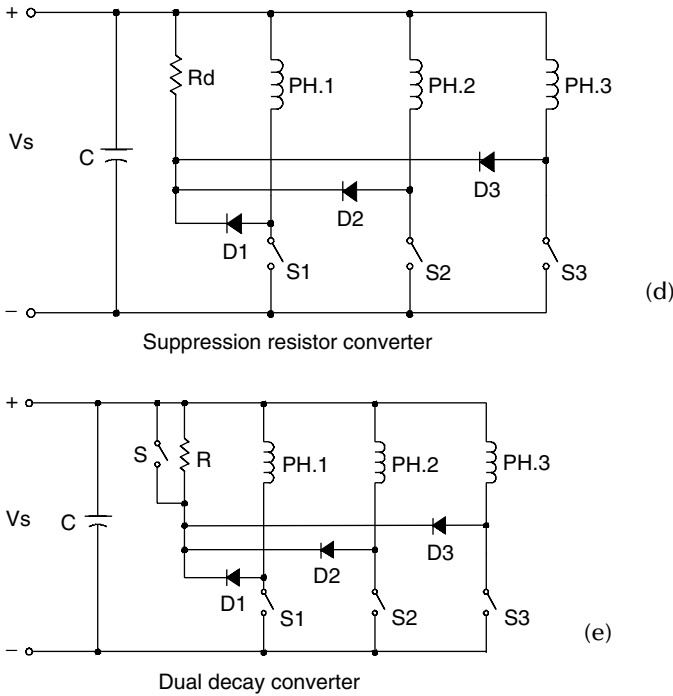 +
Rd
PH.1
PH.2
PH.3
Vs
C
D3
D2
D1
S1
S2
S3
(d)
−
Suppression resistor converter
+
S
R
PH.1
PH.2
PH.3
Vs
C
D3
D2
D1
S1
S2
S3
(e)
−
Dual decay converter